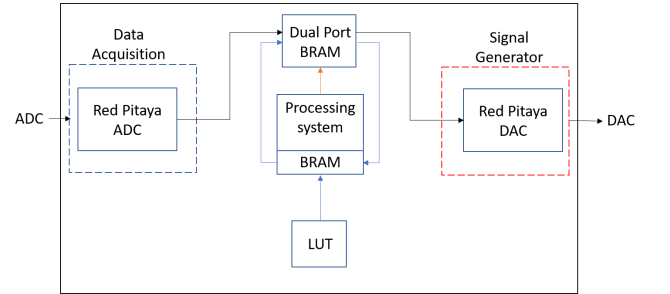 Data
Acquisition
Dual Port
BRAM
Signal
Generator
ADC
Red Pitaya
ADC
Processing
system
BRAM
Red Pitaya
DAC
DAC
LUT